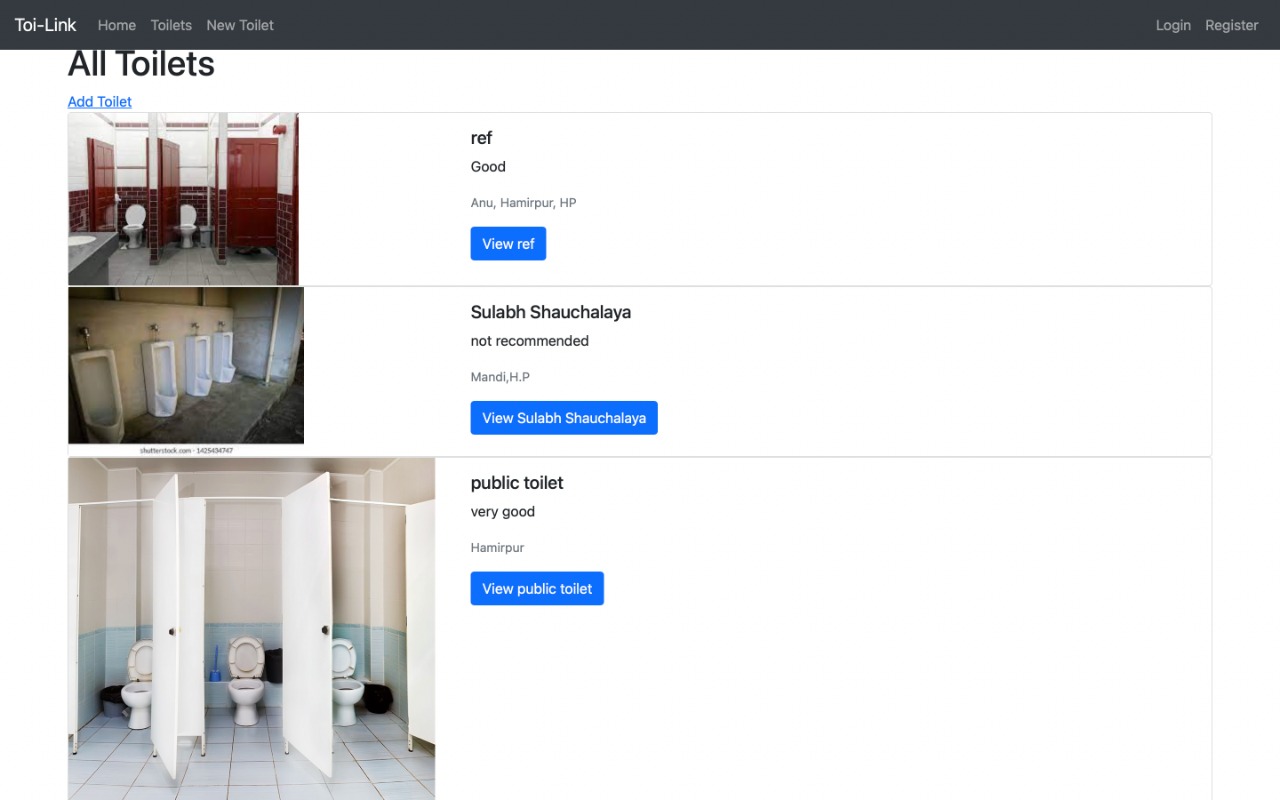 Toi-Link Home Toilets New Toilet Login Register
All Toilets
Add Toilet
ref
Good
Anu, Hamirpur, HP
View ref
Sulabh Shauchalaya
not recommended
Mandi,H.P
View Sulabh Shauchalaya
shutterstock.com · 1425434747
public toilet
very good
Hamirpur
View public toilet